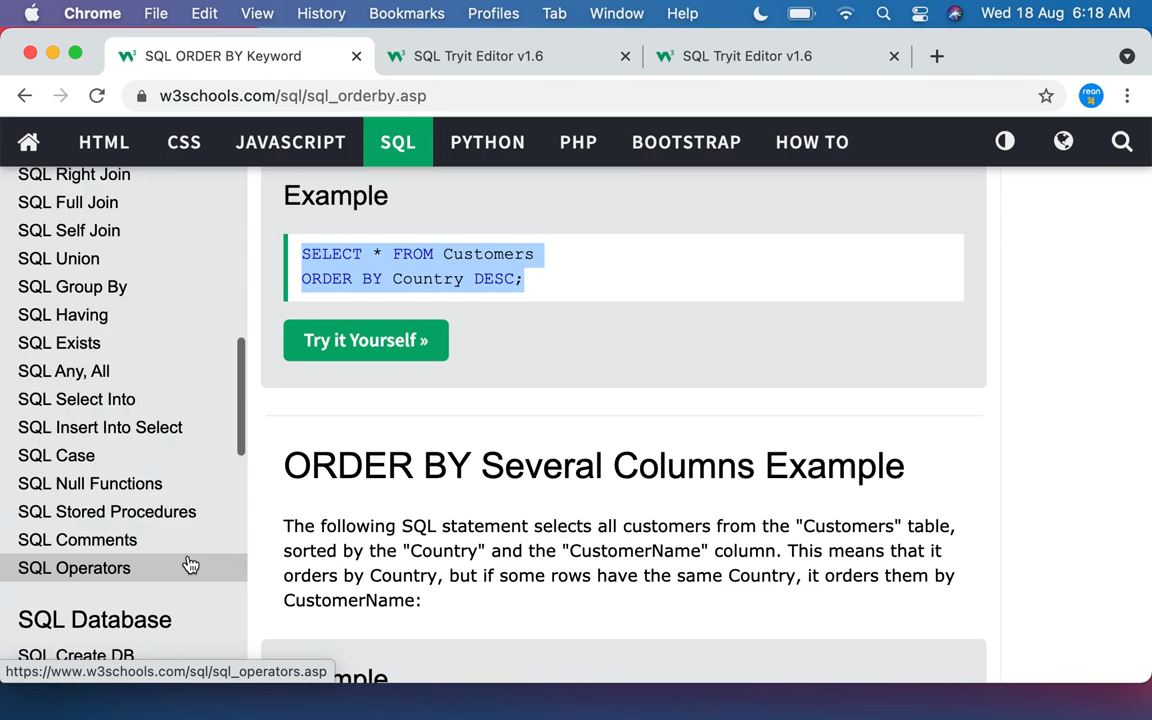 Chrome File Edit View History Bookmarks Profiles Tab Window Help Wed 18 Aug 6:18 AM
SQL ORDER BY Keyword SQL Tryit Editor v1.6 SQL Tryit Editor v1.6
w3schools.com/sql/sql_orderby.asp rean 24
HTML CSS JAVASCRIPT SQL PYTHON PHP BOOTSTRAP HOW TO
SQL Right Join
SQL Full Join
SQL Self Join
SQL Union
SQL Group By
SQL Having
SQL Exists
SQL Any, All
SQL Select Into
SQL Insert Into Select
SQL Case
SQL Null Functions
SQL Stored Procedures
SQL Comments
SQL Operators
SQL Database
SQL Create DB
https://www.w3schools.com/sql/sql_operators.asp
Example
SELECT * FROM Customers
ORDER BY Country DESC;
Try it Yourself »
ORDER BY Several Columns Example
The following SQL statement selects all customers from the "Customers" table,
sorted by the "Country" and the "CustomerName" column. This means that it
orders by Country, but if some rows have the same Country, it orders them by
CustomerName:
Example